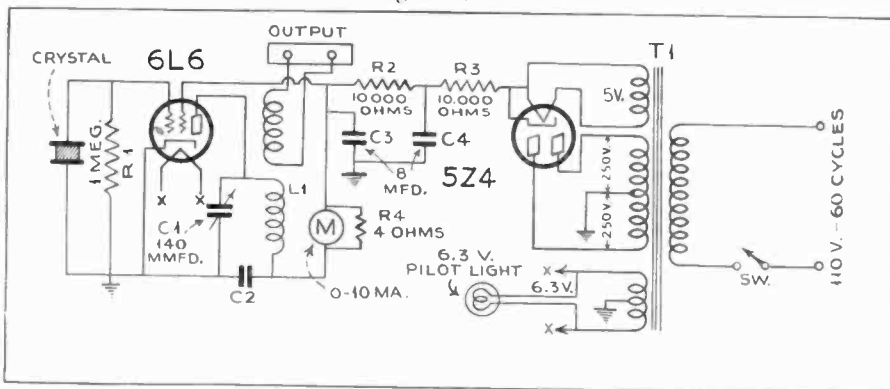 OUTPUT
CRYSTAL
6L6
1 MEG.
R1
X X
C1
140
MMFD.
L1
C2
R2
10000
OHMS
R3
10,000
OHMS
C3
C4
8
MFD.
M
R4
4 OHMS
0-10 MA.
5Z4
T1
5V.
250V.
250V.
6.3 V.
PILOT LIGHT
X
6.3V.
X
SW.
110 V. - 60 CYCLES